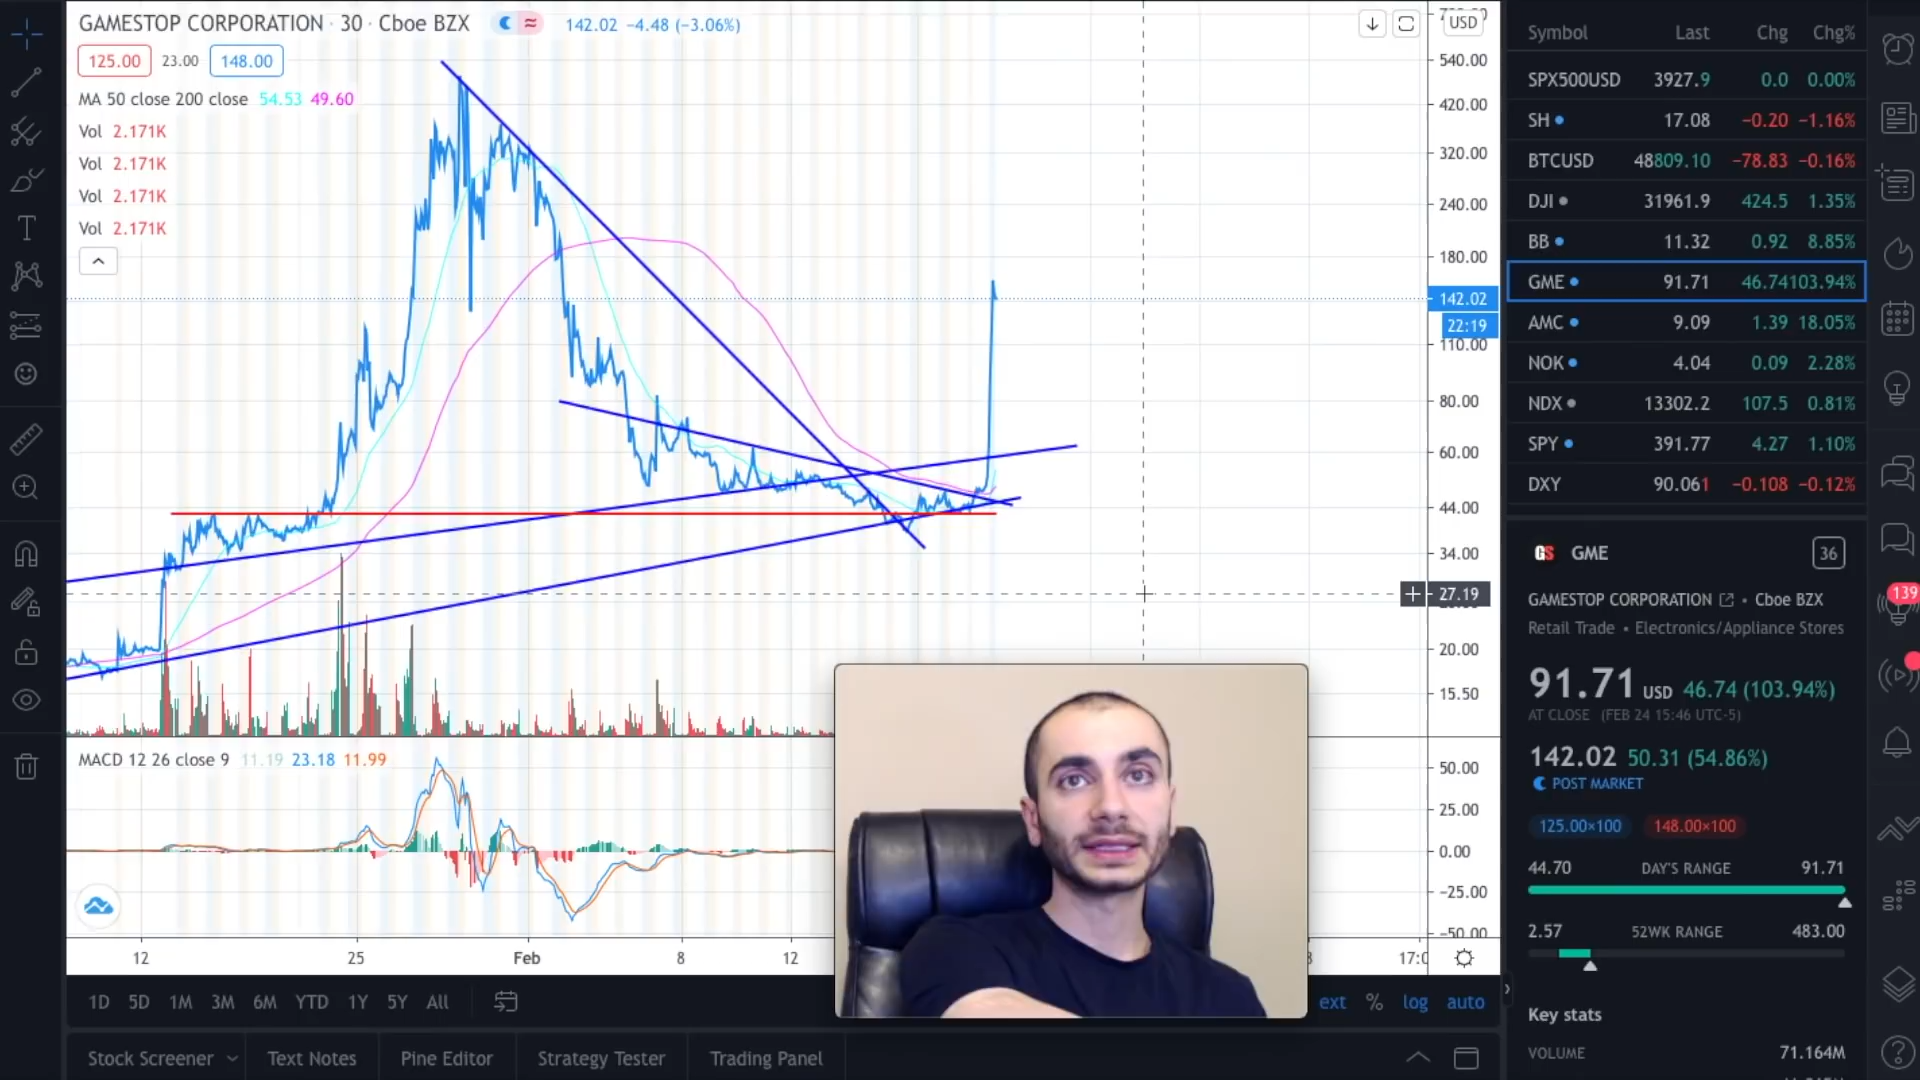 GAMESTOP CORPORATION · 30 · Cboe BZX 142.02 −4.48 (−3.06%)
125.00 23.00 148.00
MA 50 close 200 close 54.53 49.60
Vol 2.171K
Vol 2.171K
Vol 2.171K
Vol 2.171K
USD
540.00
420.00
320.00
240.00
180.00
142.02
22:19
110.00
80.00
60.00
44.00
34.00
27.19
20.00
15.50
MACD 12 26 close 9 11.19 23.18 11.99
50.00
25.00
0.00
−25.00
−50.00
12 25 Feb 8 12 17:0
1D 5D 1M 3M 6M YTD 1Y 5Y All
ext % log auto
Stock Screener Text Notes Pine Editor Strategy Tester Trading Panel
Symbol Last Chg Chg%
SPX500USD 3927.9 0.0 0.00%
SH 17.08 −0.20 −1.16%
BTCUSD 48809.10 −78.83 −0.16%
DJI 31961.9 424.5 1.35%
BB 11.32 0.92 8.85%
GME 91.71 46.74 103.94%
AMC 9.09 1.39 18.05%
NOK 4.04 0.09 2.28%
NDX 13302.2 107.5 0.81%
SPY 391.77 4.27 1.10%
DXY 90.061 −0.108 −0.12%
GS GME 36
GAMESTOP CORPORATION • Cboe BZX
Retail Trade • Electronics/Appliance Stores
91.71 USD 46.74 (103.94%)
AT CLOSE (FEB 24 15:46 UTC-5)
142.02 50.31 (54.86%)
POST MARKET
125.00×100 148.00×100
44.70 DAY'S RANGE 91.71
2.57 52WK RANGE 483.00
Key stats
VOLUME 71.164M
139